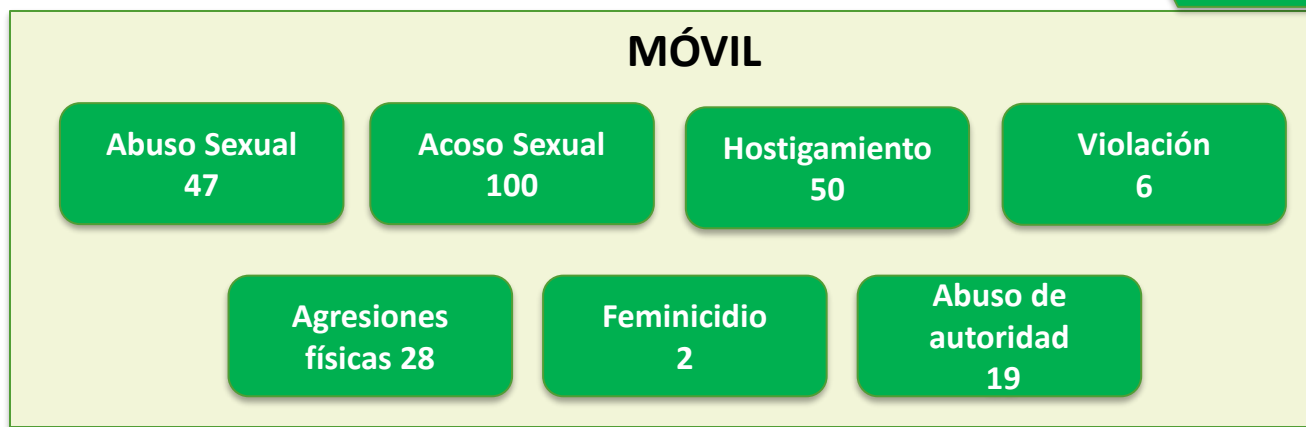 MÓVIL
Abuso Sexual
47
Acoso Sexual
100
Hostigamiento
50
Violación
6
Agresiones
físicas 28
Feminicidio
2
Abuso de
autoridad
19